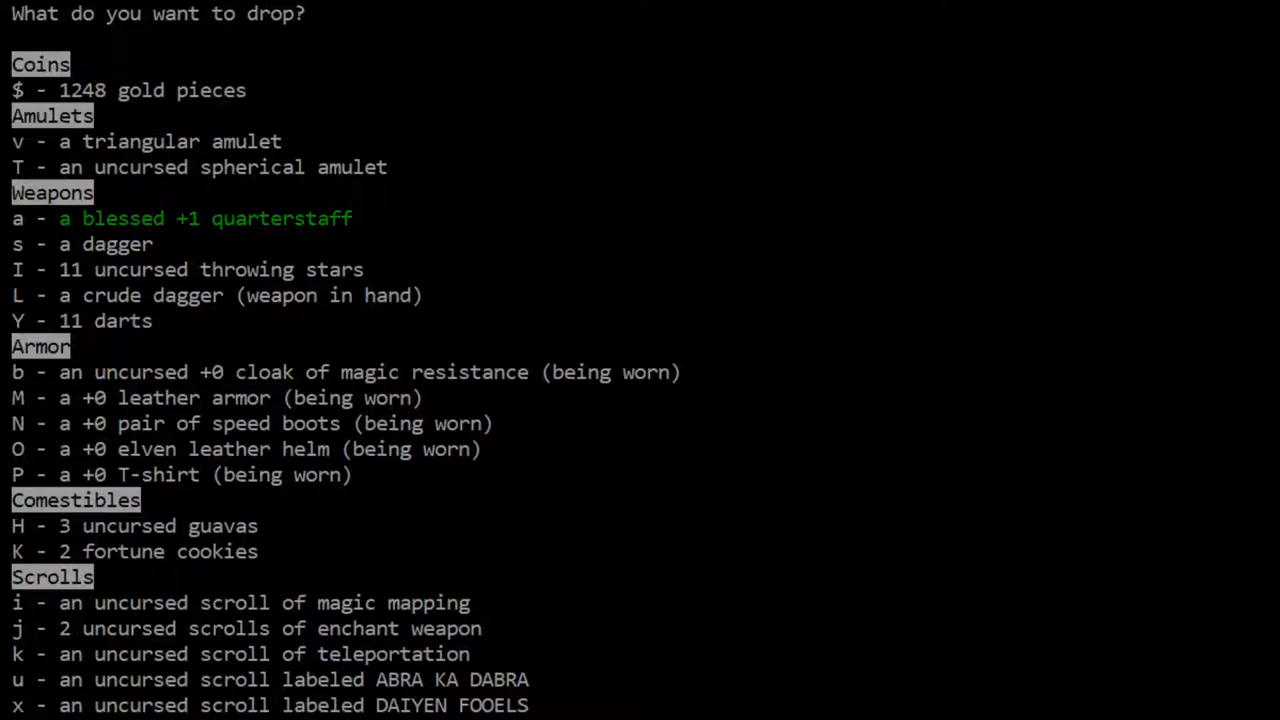 What do you want to drop?
Coins
$ - 1248 gold pieces
Amulets
v - a triangular amulet
T - an uncursed spherical amulet
Weapons
a - a blessed +1 quarterstaff
s - a dagger
I - 11 uncursed throwing stars
L - a crude dagger (weapon in hand)
Y - 11 darts
Armor
b - an uncursed +0 cloak of magic resistance (being worn)
M - a +0 leather armor (being worn)
N - a +0 pair of speed boots (being worn)
O - a +0 elven leather helm (being worn)
P - a +0 T-shirt (being worn)
Comestibles
H - 3 uncursed guavas
K - 2 fortune cookies
Scrolls
i - an uncursed scroll of magic mapping
j - 2 uncursed scrolls of enchant weapon
k - an uncursed scroll of teleportation
u - an uncursed scroll labeled ABRA KA DABRA
x - an uncursed scroll labeled DAIYEN FOOELS